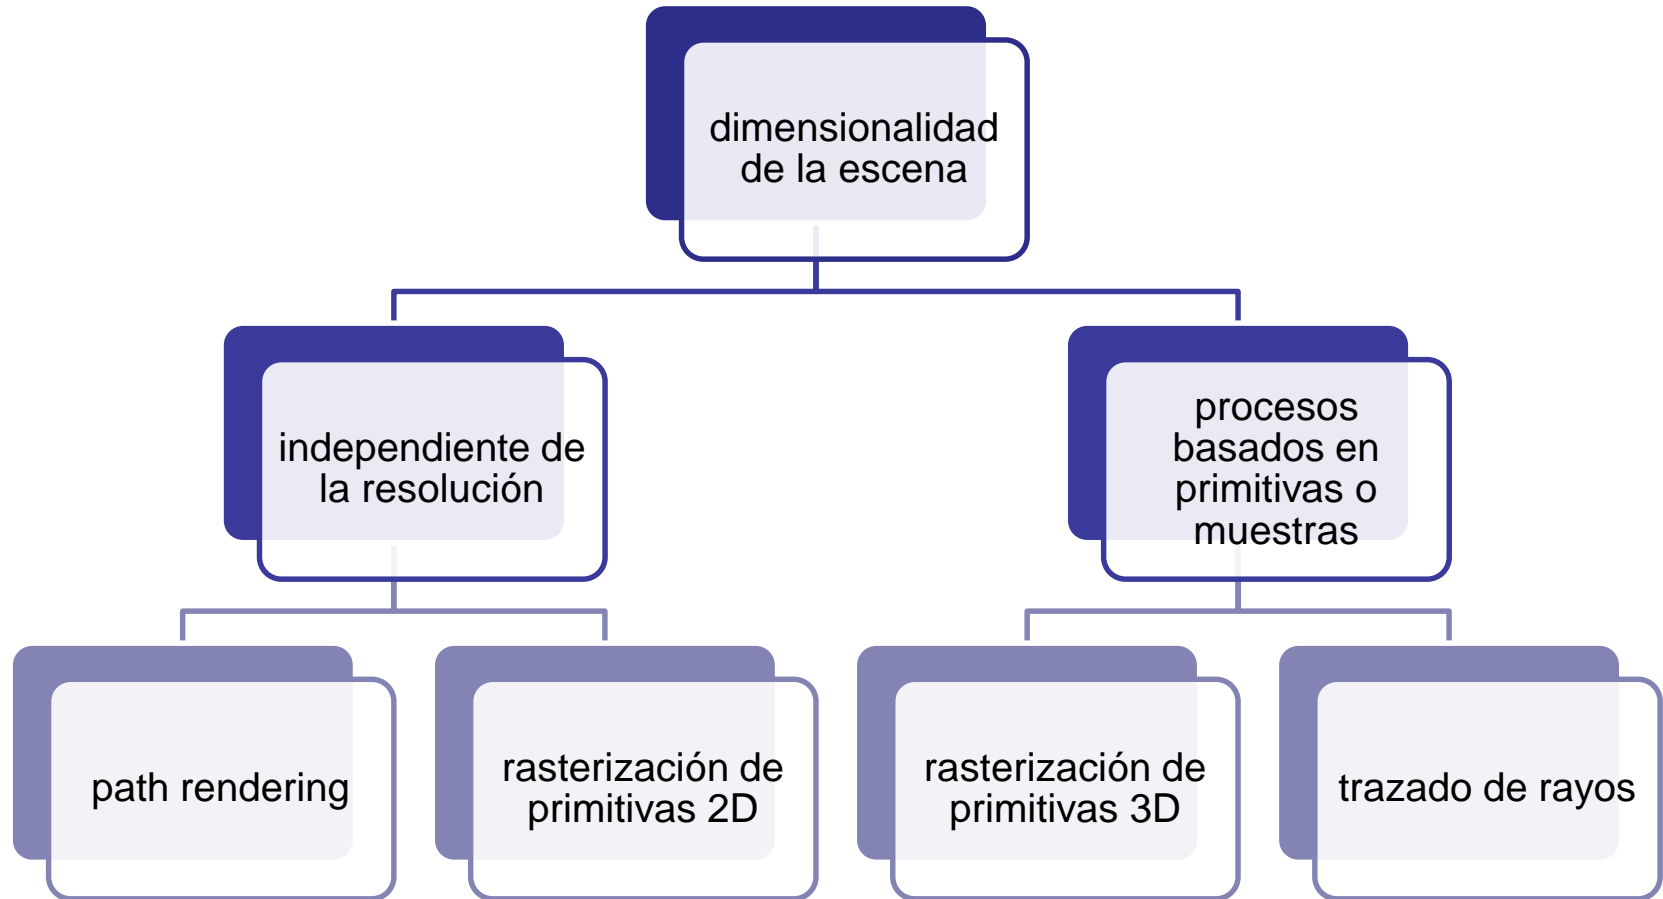 dimensionalidad
de la escena
independiente de
la resolución
procesos
basados en
primitivas o
muestras
path rendering
rasterización de
primitivas 2D
rasterización de
primitivas 3D
trazado de rayos